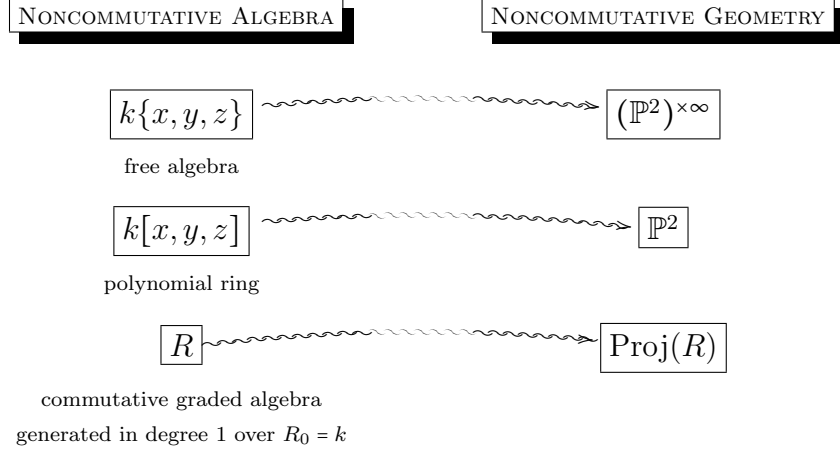 NONCOMMUTATIVE ALGEBRA NONCOMMUTATIVE GEOMETRY
k{x, y, z} (ℙ²)^{×∞}
free algebra
k[x, y, z] ℙ²
polynomial ring
R Proj(R)
commutative graded algebra
generated in degree 1 over R₀ = k